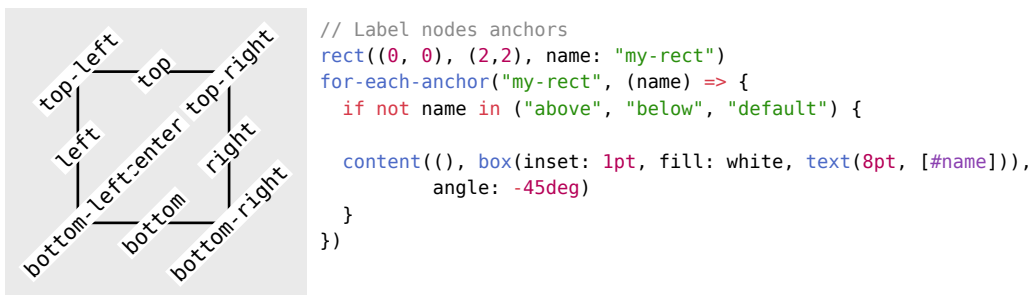 top-left
top
top-right
left
center
right
bottom-left
bottom
bottom-right
// Label nodes anchors
rect((0, 0), (2,2), name: "my-rect")
for-each-anchor("my-rect", (name) => {
  if not name in ("above", "below", "default") {
  content((), box(inset: 1pt, fill: white, text(8pt, [#name])),
          angle: -45deg)
  }
})